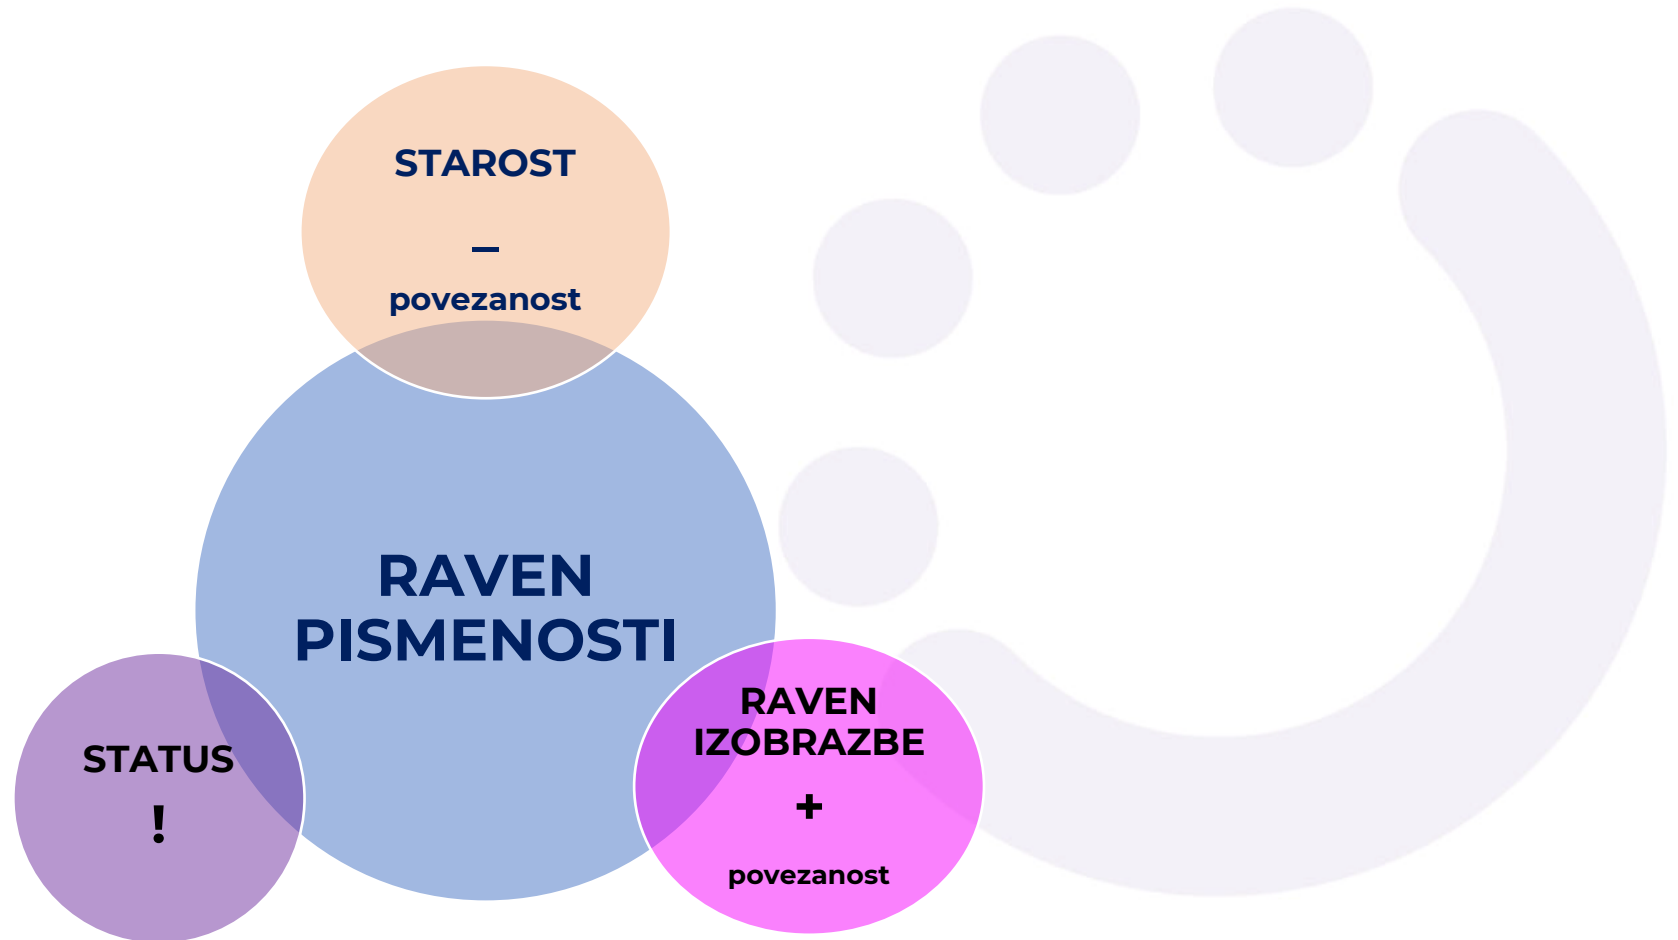 STAROST
–
povezanost
RAVEN
PISMENOSTI
STATUS
!
RAVEN
IZOBRAZBE
+
povezanost